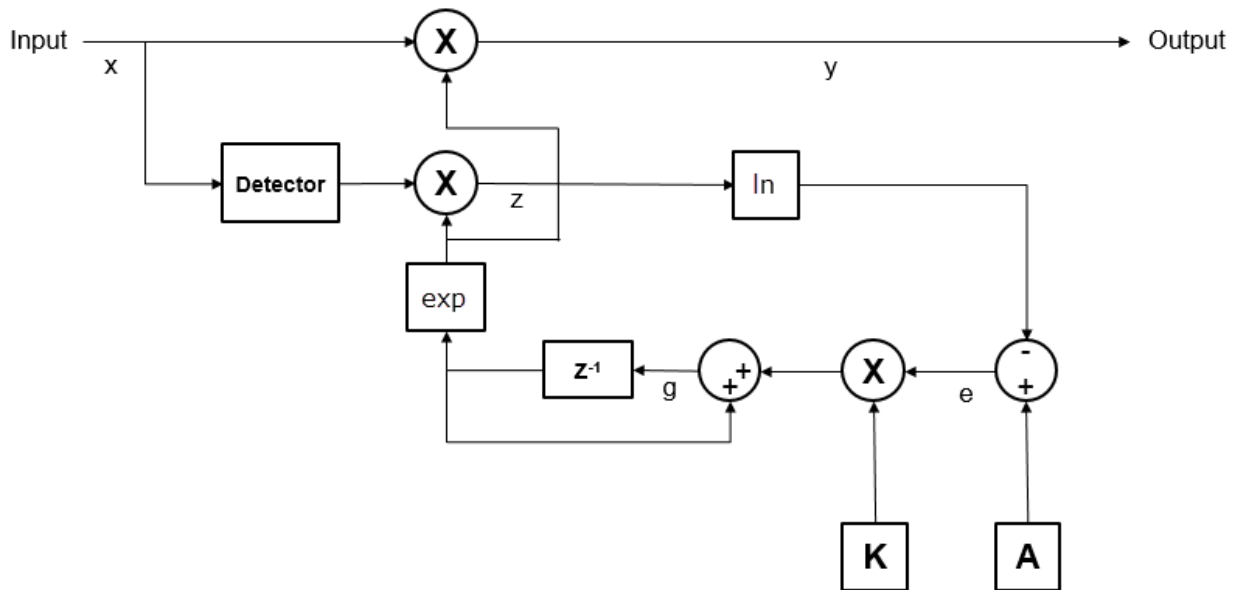 Input
x
X
y
Output
Detector
X
z
ln
exp
z-1
g
+
+
X
e
-
+
K
A